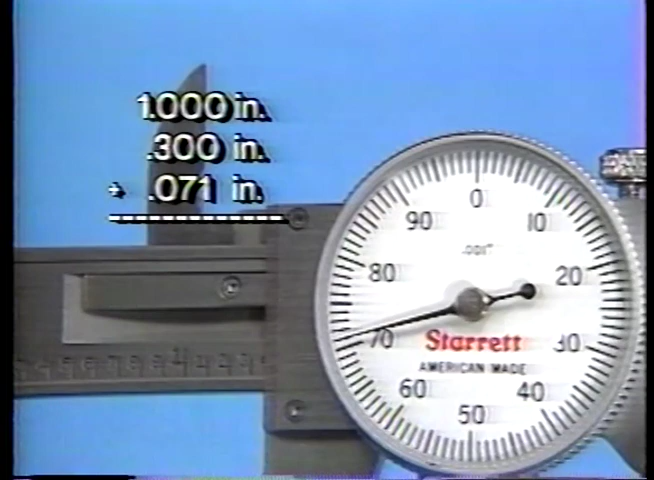 1.000 in.
.300 in.
+ .071 in.
0
90 10
.001"
80 20
70 30
Starrett
AMERICAN MADE
60 40
50